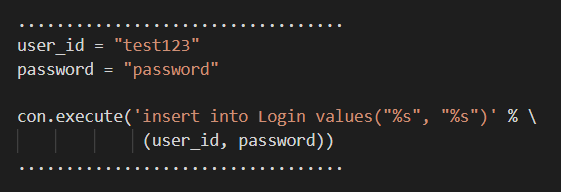 ..................................
user_id = "test123"
password = "password"
con.execute('insert into Login values("%s", "%s")' % \
(user_id, password))
..................................